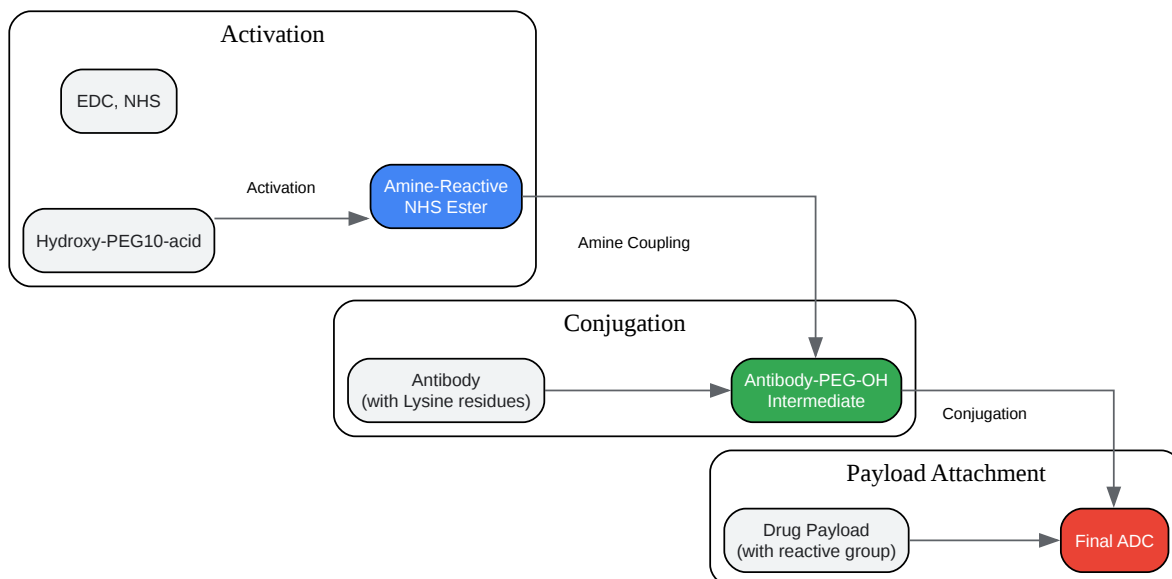 Activation
EDC, NHS
Activation
Amine-Reactive
NHS Ester
Hydroxy-PEG10-acid
Amine Coupling
Conjugation
Antibody
(with Lysine residues)
Antibody-PEG-OH
Intermediate
Conjugation
Payload Attachment
Drug Payload
(with reactive group)
Final ADC